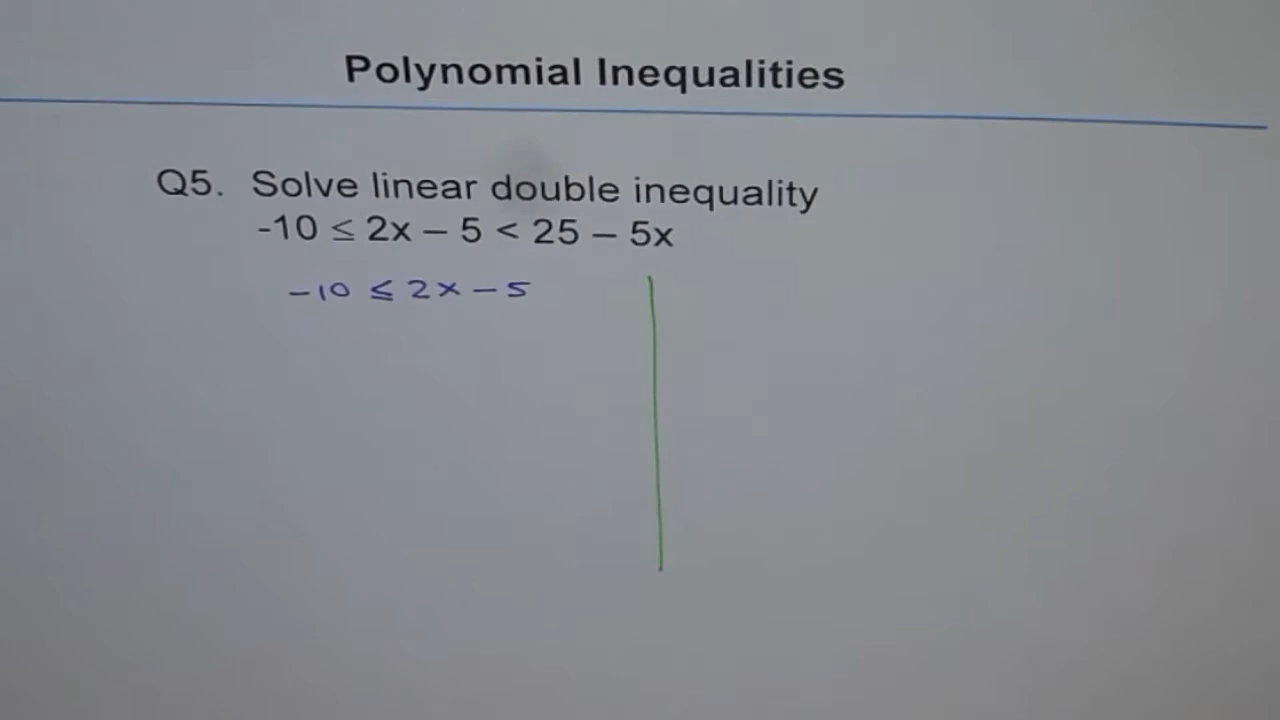 Polynomial Inequalities
Q5. Solve linear double inequality
-10 ≤ 2x – 5 < 25 – 5x
-10 ≤ 2x - 5